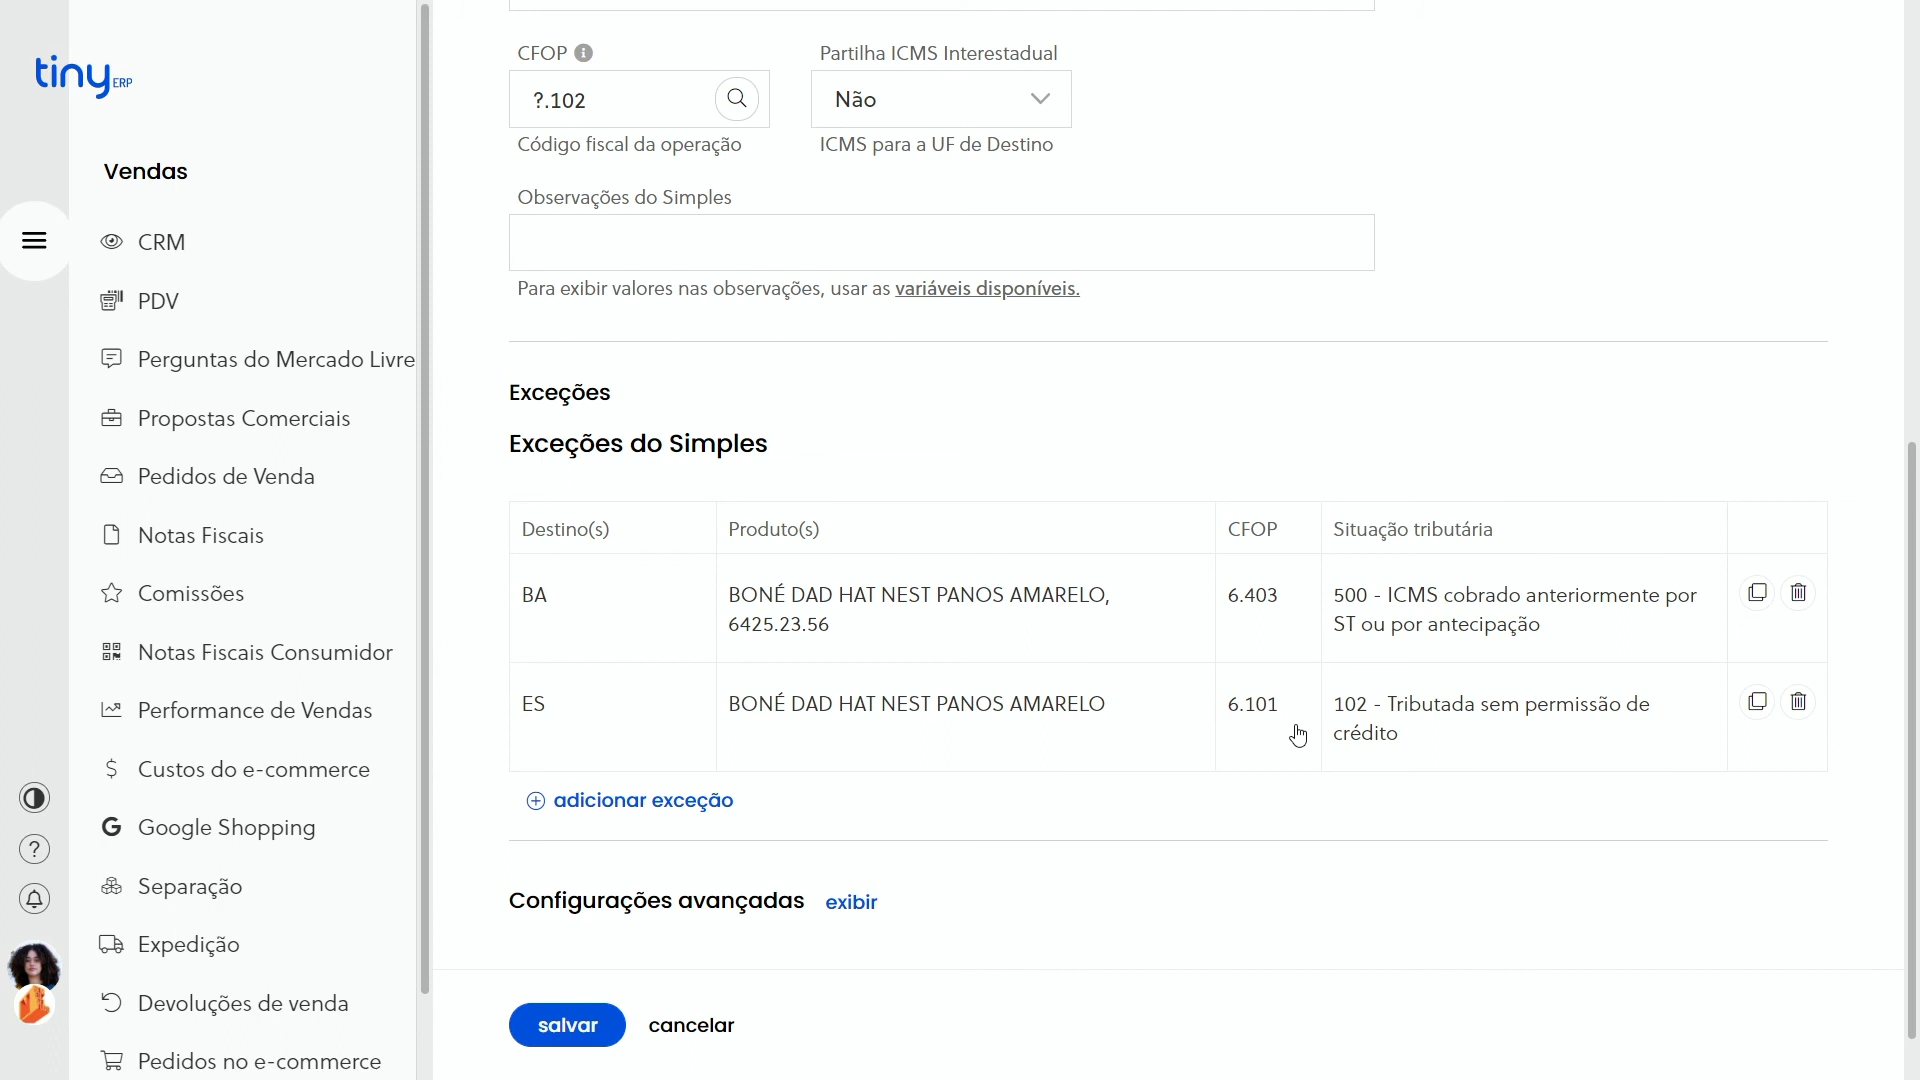 tiny ERP
Vendas
CRM
PDV
Perguntas do Mercado Livre
Propostas Comerciais
Pedidos de Venda
Notas Fiscais
Comissões
Notas Fiscais Consumidor
Performance de Vendas
Custos do e-commerce
Google Shopping
Separação
Expedição
Devoluções de venda
Pedidos no e-commerce
CFOP
Partilha ICMS Interestadual
?.102
Não
Código fiscal da operação
ICMS para a UF de Destino
Observações do Simples
Para exibir valores nas observações, usar as variáveis disponíveis.
Exceções
Exceções do Simples
Destino(s) Produto(s) CFOP Situação tributária
BA BONÉ DAD HAT NEST PANOS AMARELO, 6.403 500 - ICMS cobrado anteriormente por
6425.23.56 ST ou por antecipação
ES BONÉ DAD HAT NEST PANOS AMARELO 6.101 102 - Tributada sem permissão de
crédito
adicionar exceção
Configurações avançadas exibir
salvar cancelar